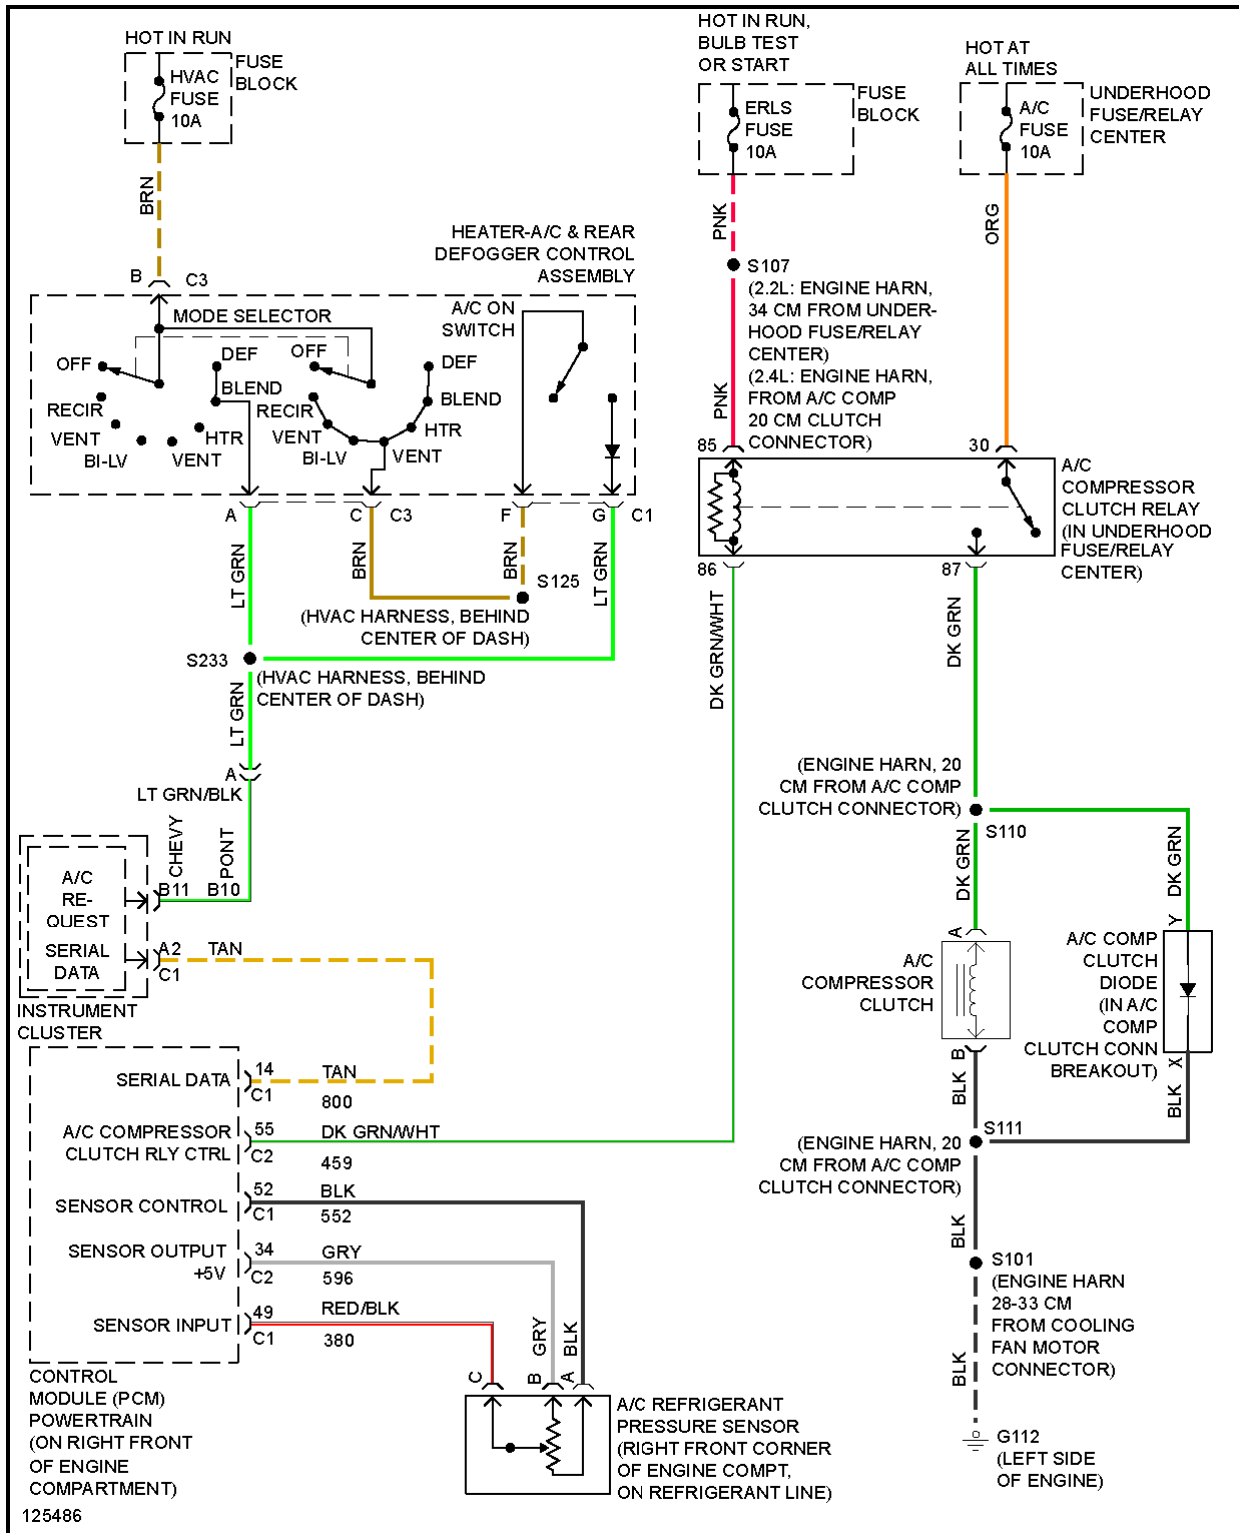 HOT IN RUN
HVAC
FUSE
10A
FUSE
BLOCK
BRN
HOT IN RUN,
BULB TEST
OR START
ERLS
FUSE
10A
FUSE
BLOCK
HOT AT
ALL TIMES
A/C
FUSE
10A
UNDERHOOD
FUSE/RELAY
CENTER
PNK
ORG
HEATER-A/C & REAR
DEFOGGER CONTROL
ASSEMBLY
B
C3
MODE SELECTOR
A/C ON
SWITCH
OFF
DEF
BLEND
RECIR
VENT
BI-LV
VENT
HTR
OFF
DEF
BLEND
RECIR
VENT
BI-LV
VENT
HTR
S107
(2.2L: ENGINE HARN,
34 CM FROM UNDER-
HOOD FUSE/RELAY
CENTER)
(2.4L: ENGINE HARN,
FROM A/C COMP
20 CM CLUTCH
CONNECTOR)
PNK
85
30
A/C
COMPRESSOR
CLUTCH RELAY
(IN UNDERHOOD
FUSE/RELAY
CENTER)
86
87
A
C
C3
F
G
C1
LT GRN
BRN
BRN
LT GRN
S125
(HVAC HARNESS, BEHIND
CENTER OF DASH)
S233
(HVAC HARNESS, BEHIND
CENTER OF DASH)
LT GRN
A
LT GRN/BLK
CHEVY
PONT
DK GRN/WHT
DK GRN
(ENGINE HARN, 20
CM FROM A/C COMP
CLUTCH CONNECTOR)
S110
DK GRN
DK GRN
A/C
RE-
QUEST
B11
B10
SERIAL
DATA
A2
C1
TAN
INSTRUMENT
CLUSTER
A
Y
A/C
COMPRESSOR
CLUTCH
A/C COMP
CLUTCH
DIODE
(IN A/C
COMP
CLUTCH CONN
BREAKOUT)
B
X
BLK
BLK
SERIAL DATA
14
C1
TAN
800
A/C COMPRESSOR
CLUTCH RLY CTRL
55
C2
DK GRN/WHT
459
SENSOR CONTROL
52
C1
BLK
552
SENSOR OUTPUT
+5V
34
C2
GRY
596
SENSOR INPUT
49
C1
RED/BLK
380
S111
(ENGINE HARN, 20
CM FROM A/C COMP
CLUTCH CONNECTOR)
BLK
S101
(ENGINE HARN
28-33 CM
FROM COOLING
FAN MOTOR
CONNECTOR)
BLK
G112
(LEFT SIDE
OF ENGINE)
GRY
BLK
C
B
A
CONTROL
MODULE (PCM)
POWERTRAIN
(ON RIGHT FRONT
OF ENGINE
COMPARTMENT)
A/C REFRIGERANT
PRESSURE SENSOR
(RIGHT FRONT CORNER
OF ENGINE COMPT,
ON REFRIGERANT LINE)
125486